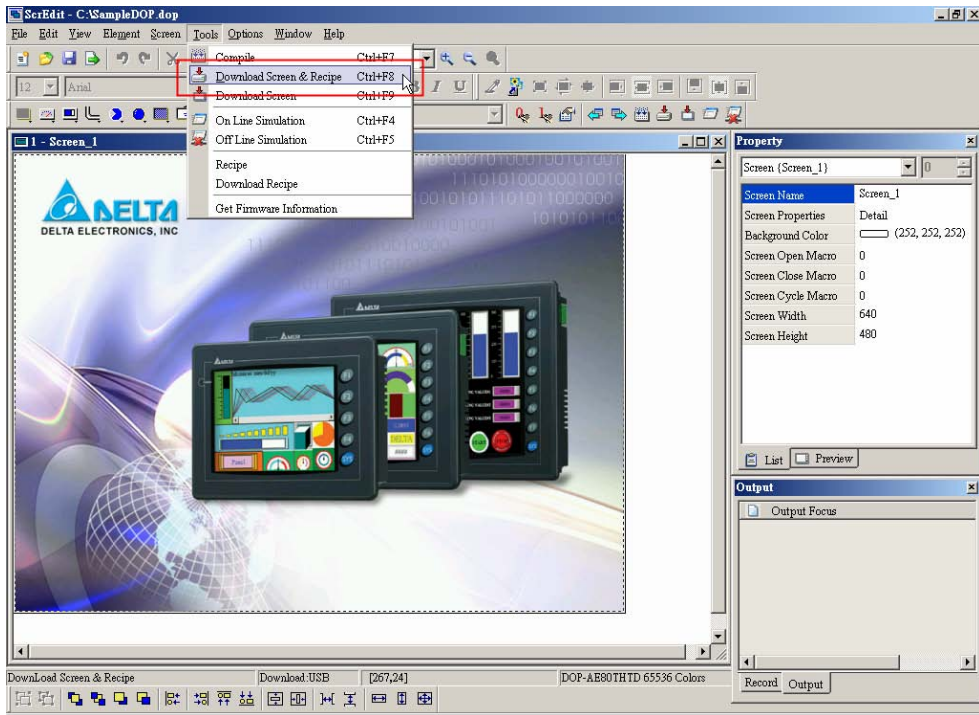 ScrEdit - C:\SampleDOP.dop
File Edit View Element Screen Tools Options Window Help
Compile Ctrl+F7
Download Screen & Recipe Ctrl+F8
Download Screen Ctrl+F9
On Line Simulation Ctrl+F4
Off Line Simulation Ctrl+F5
Recipe
Download Recipe
Get Firmware Information
12 Arial
I U
1 - Screen_1
DELTA
DELTA ELECTRONICS, INC
Property
Screen {Screen_1} 0
Screen Name Screen_1
Screen Properties Detail
Background Color (252, 252, 252)
Screen Open Macro 0
Screen Close Macro 0
Screen Cycle Macro 0
Screen Width 640
Screen Height 480
List Preview
Output
Output Focus
Record Output
DownLoad Screen & Recipe Download:USB [267,24] DOP-AE80THTD 65536 Colors